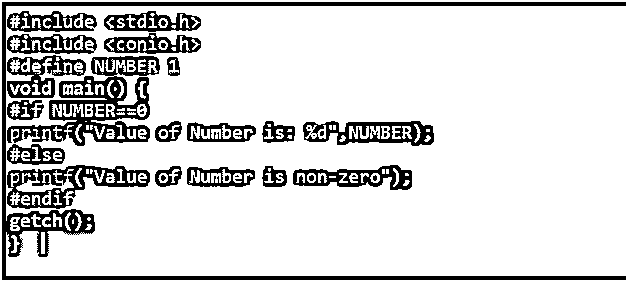 #include <stdio.h>
#include <conio.h>
#define NUMBER 1
void main() {
#if NUMBER==0
printf("Value of Number is: %d",NUMBER);
#else
printf("Value of Number is non-zero");
#endif
getch();
}